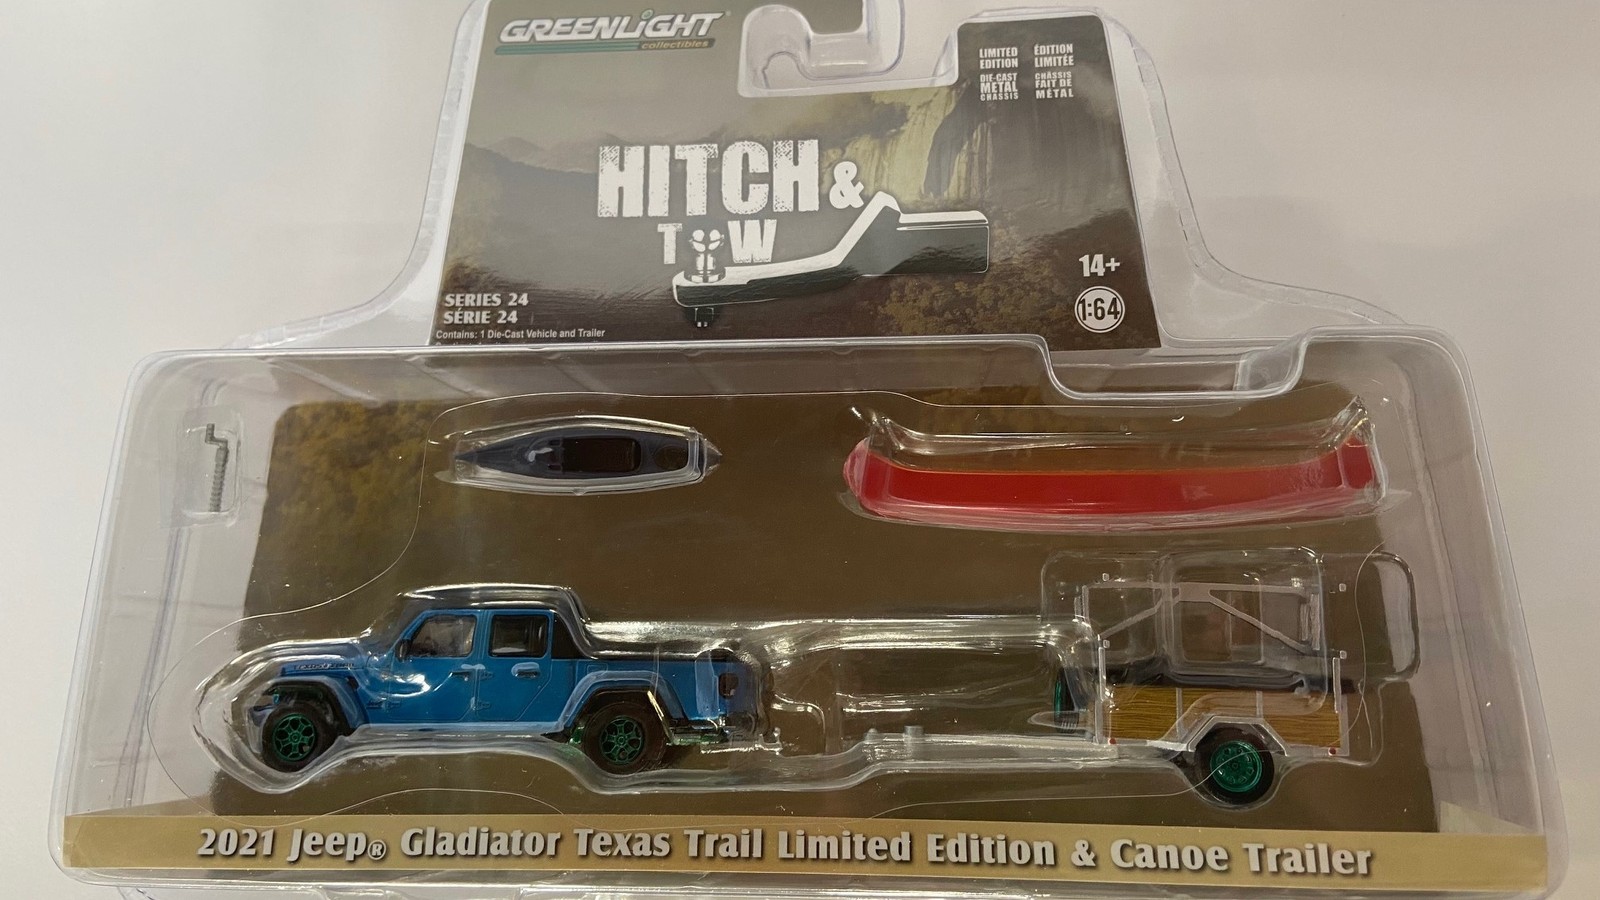 GREENLIGHT
collectibles
LIMITED EDITION
DIE-CAST METAL CHASSIS
ÉDITION LIMITÉE
CHÂSSIS FAIT DE MÉTAL
HITCH &
TOW
14+
1:64
SERIES 24
SÉRIE 24
Contains: 1 Die-Cast Vehicle and Trailer
2021 Jeep® Gladiator Texas Trail Limited Edition & Canoe Trailer